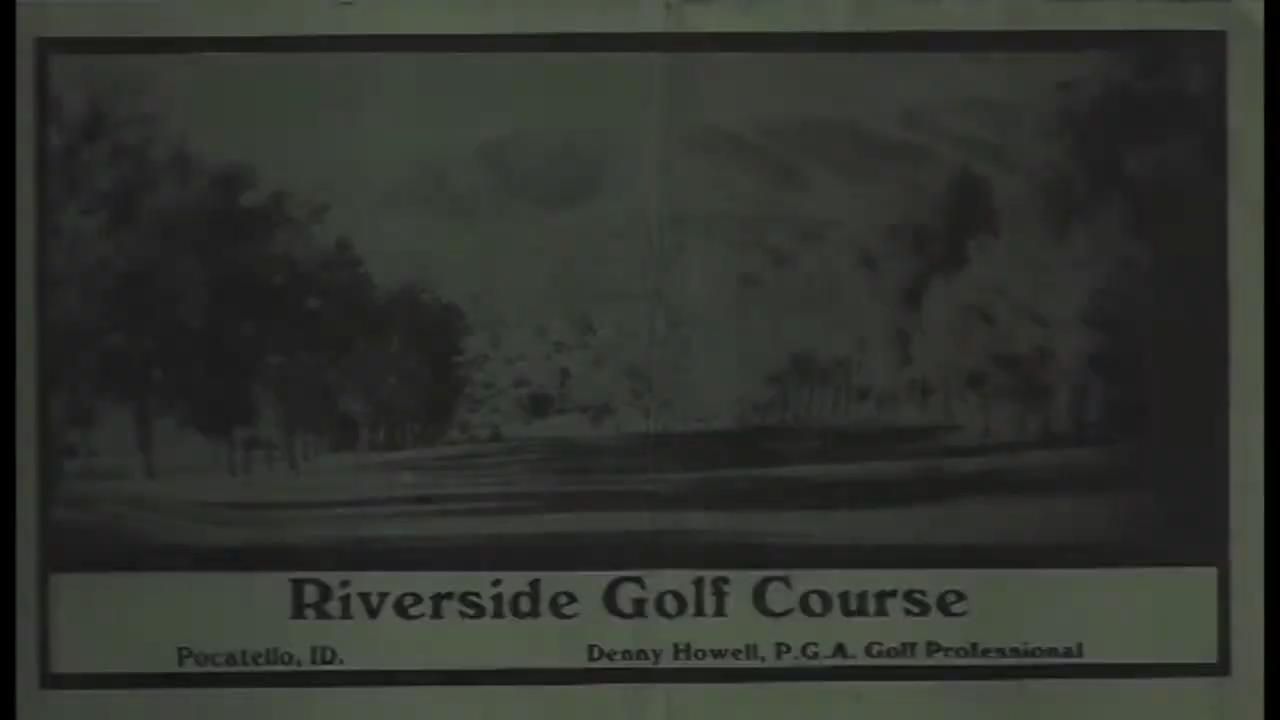 Riverside Golf Course
Pocatello, ID.
Denny Howell, P.G.A. Golf Professional